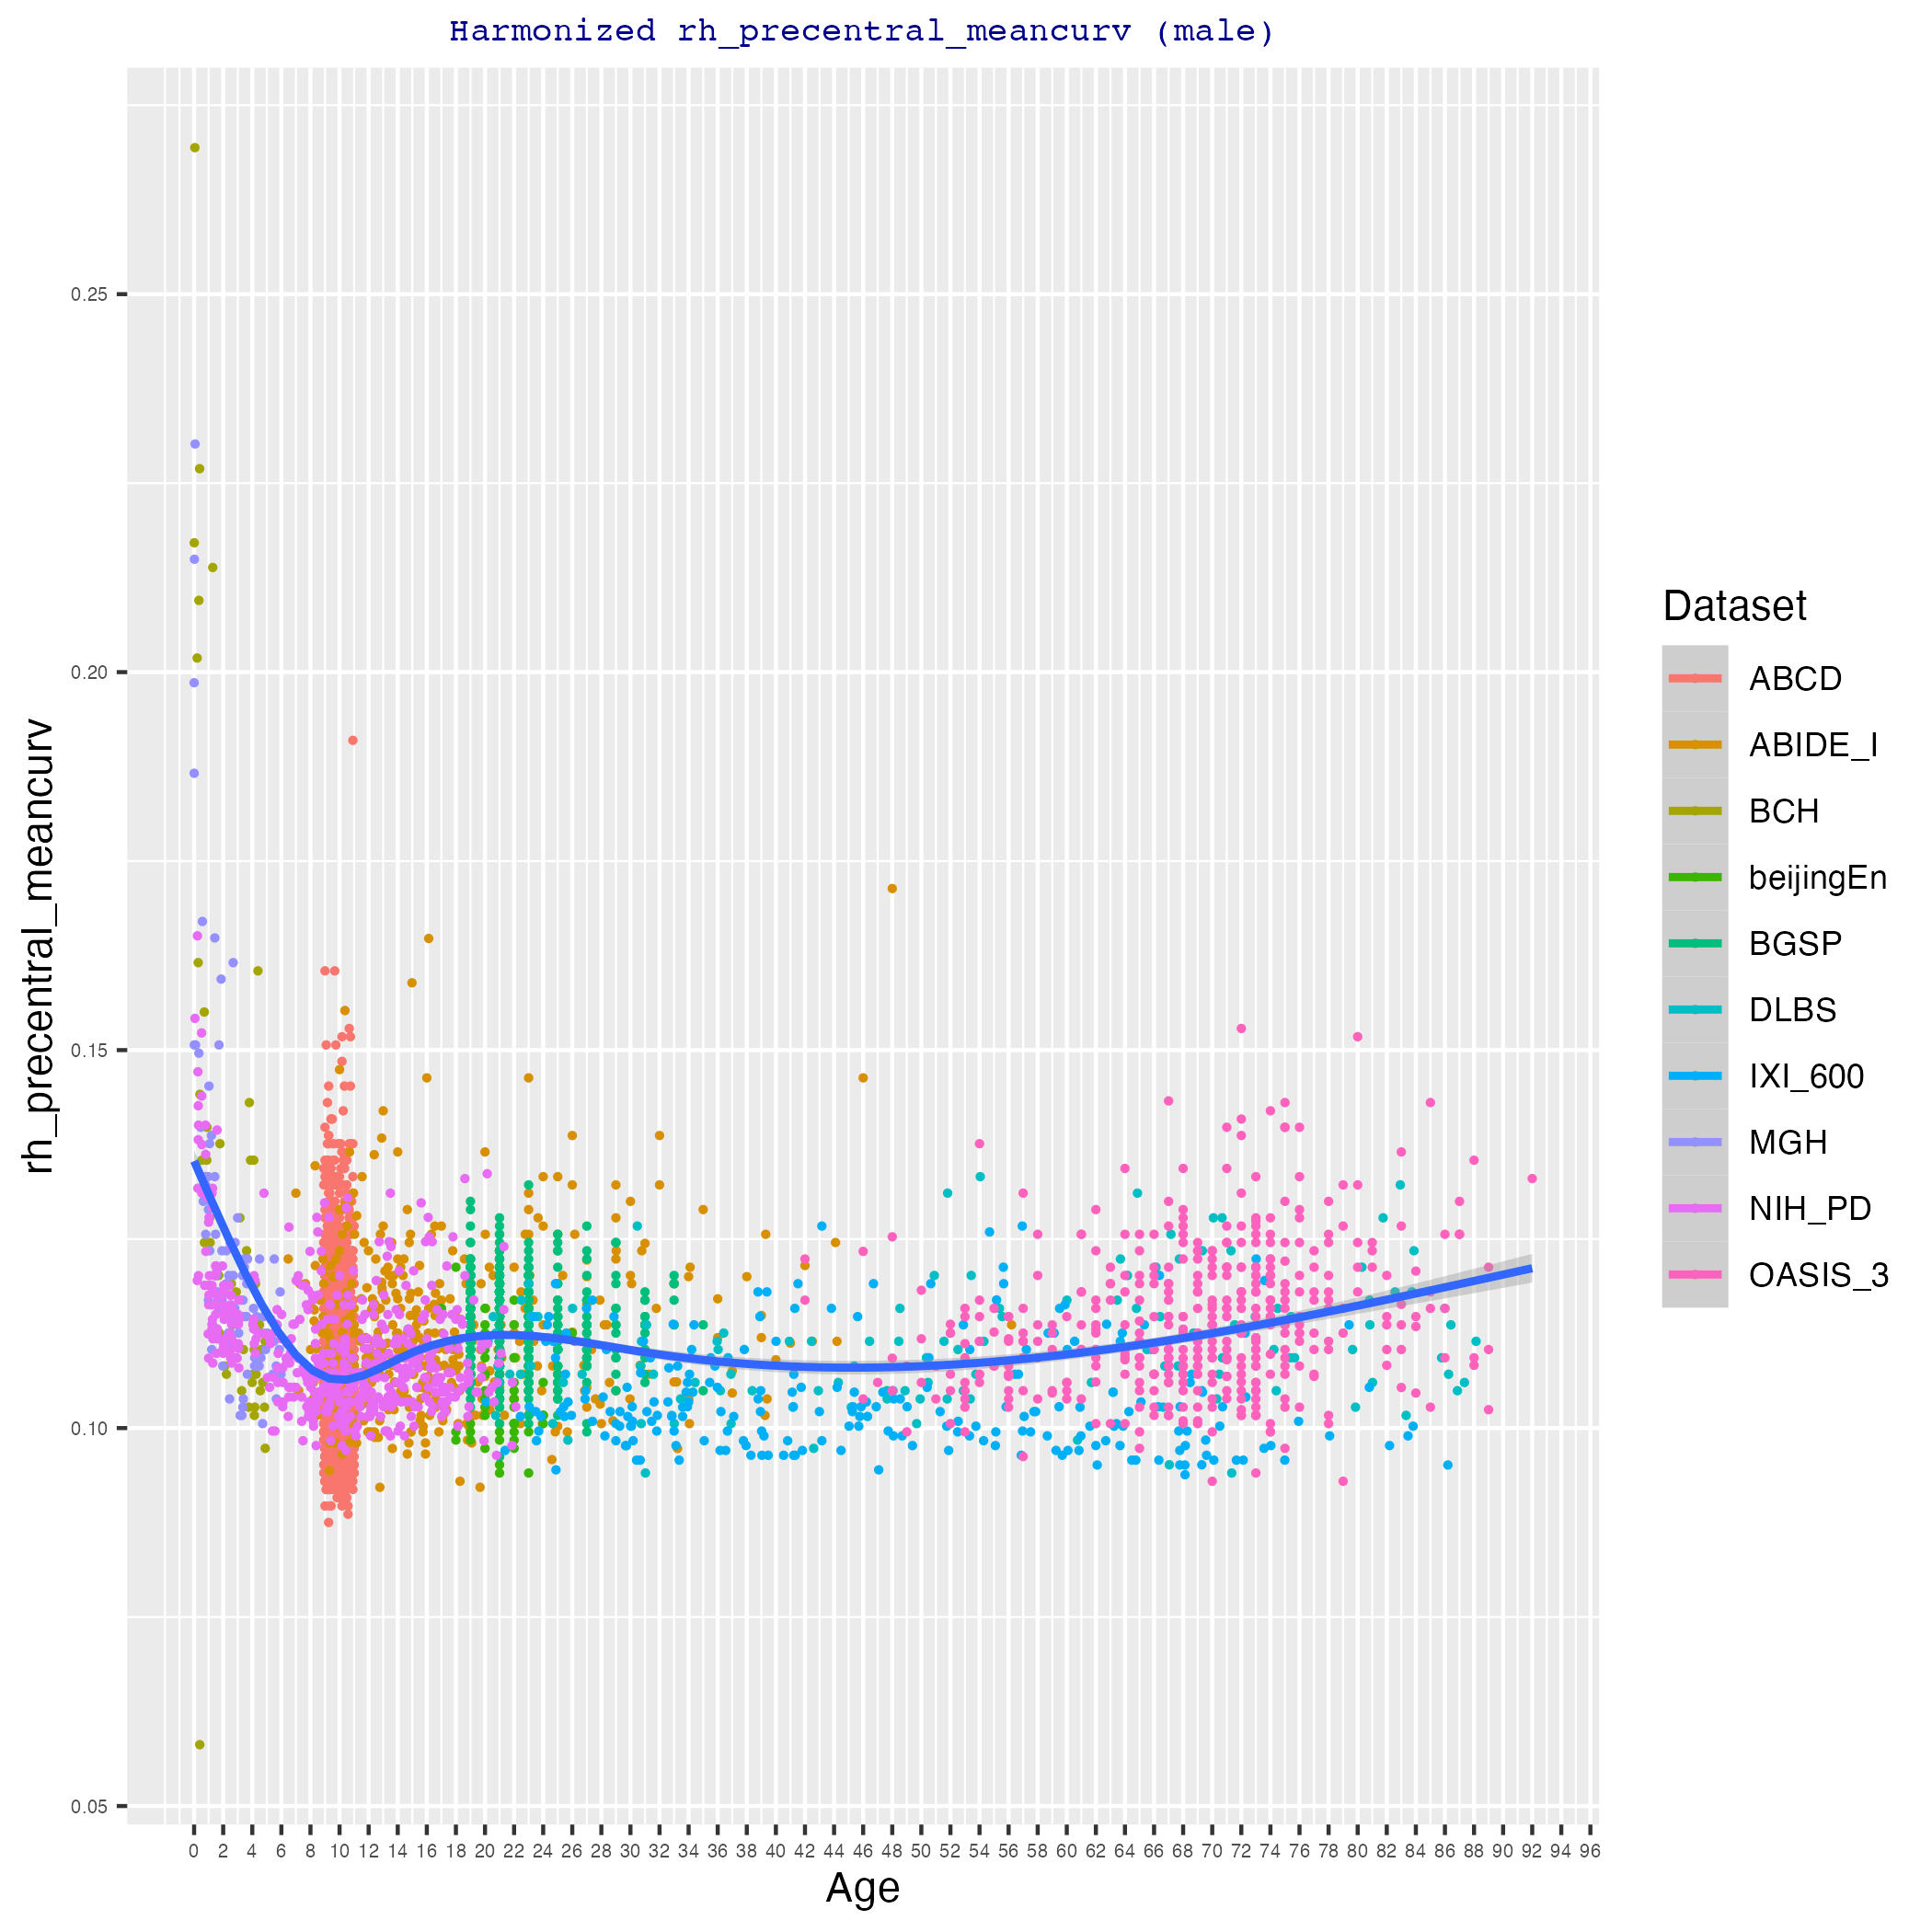 Harmonized rh_precentral_meancurv (male)
rh_precentral_meancurv
0.25
0.20
0.15
0.10
0.05
0 2 4 6 8 10 12 14 16 18 20 22 24 26 28 30 32 34 36 38 40 42 44 46 48 50 52 54 56 58 60 62 64 66 68 70 72 74 76 78 80 82 84 86 88 90 92 94 96
Age
Dataset
ABCD
ABIDE_I
BCH
beijingEn
BGSP
DLBS
IXI_600
MGH
NIH_PD
OASIS_3